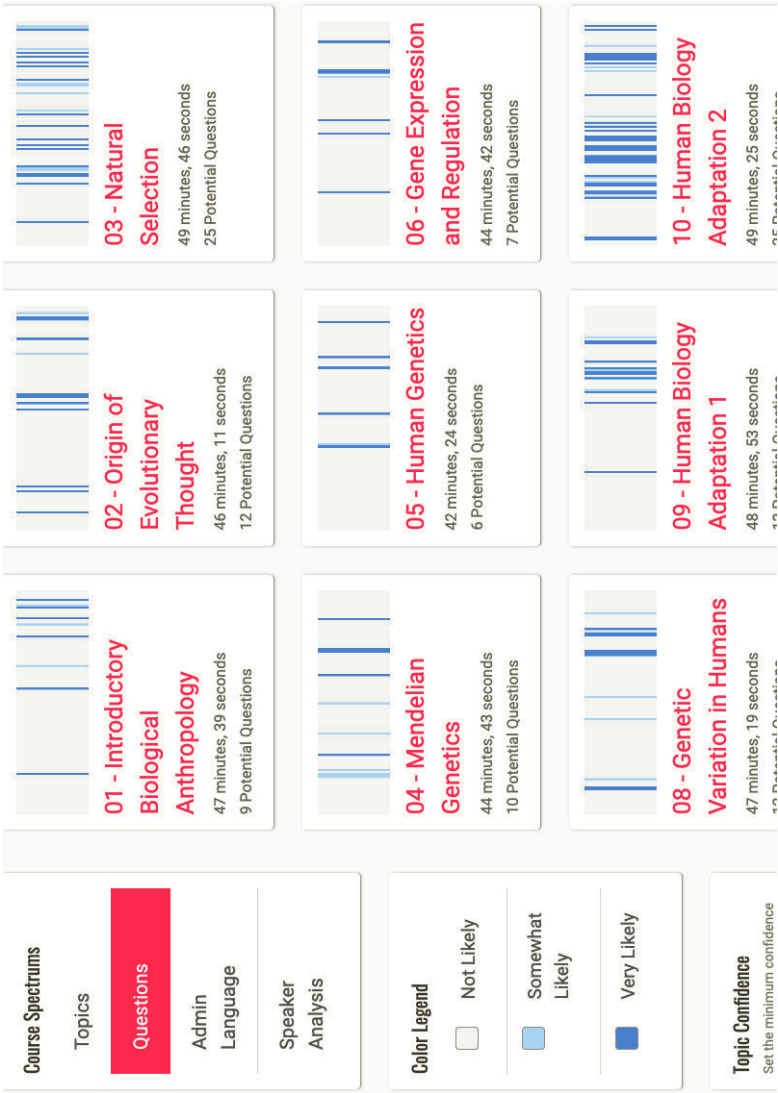 Course Spectrums
Topics
Questions
Admin
Language
Speaker
Analysis
Color Legend
Not Likely
Somewhat
Likely
Very Likely
Topic Confidence
Set the minimum confidence
01 - Introductory
Biological
Anthropology
47 minutes, 39 seconds
9 Potential Questions
02 - Origin of
Evolutionary
Thought
46 minutes, 11 seconds
12 Potential Questions
03 - Natural
Selection
49 minutes, 46 seconds
25 Potential Questions
04 - Mendelian
Genetics
44 minutes, 43 seconds
10 Potential Questions
05 - Human Genetics
42 minutes, 24 seconds
6 Potential Questions
06 - Gene Expression
and Regulation
44 minutes, 42 seconds
7 Potential Questions
08 - Genetic
Variation in Humans
47 minutes, 19 seconds
Potential Questions
09 - Human Biology
Adaptation 1
48 minutes, 53 seconds
Potential Questions
10 - Human Biology
Adaptation 2
49 minutes, 25 seconds
Potential Questions